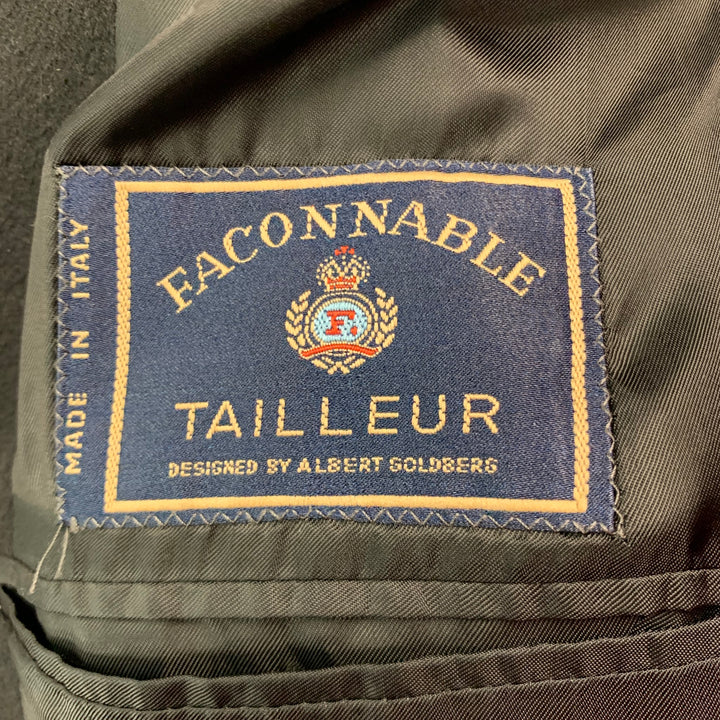 FACONNABLE
F.
TAILLEUR
DESIGNED BY ALBERT GOLDBERG
MADE IN ITALY